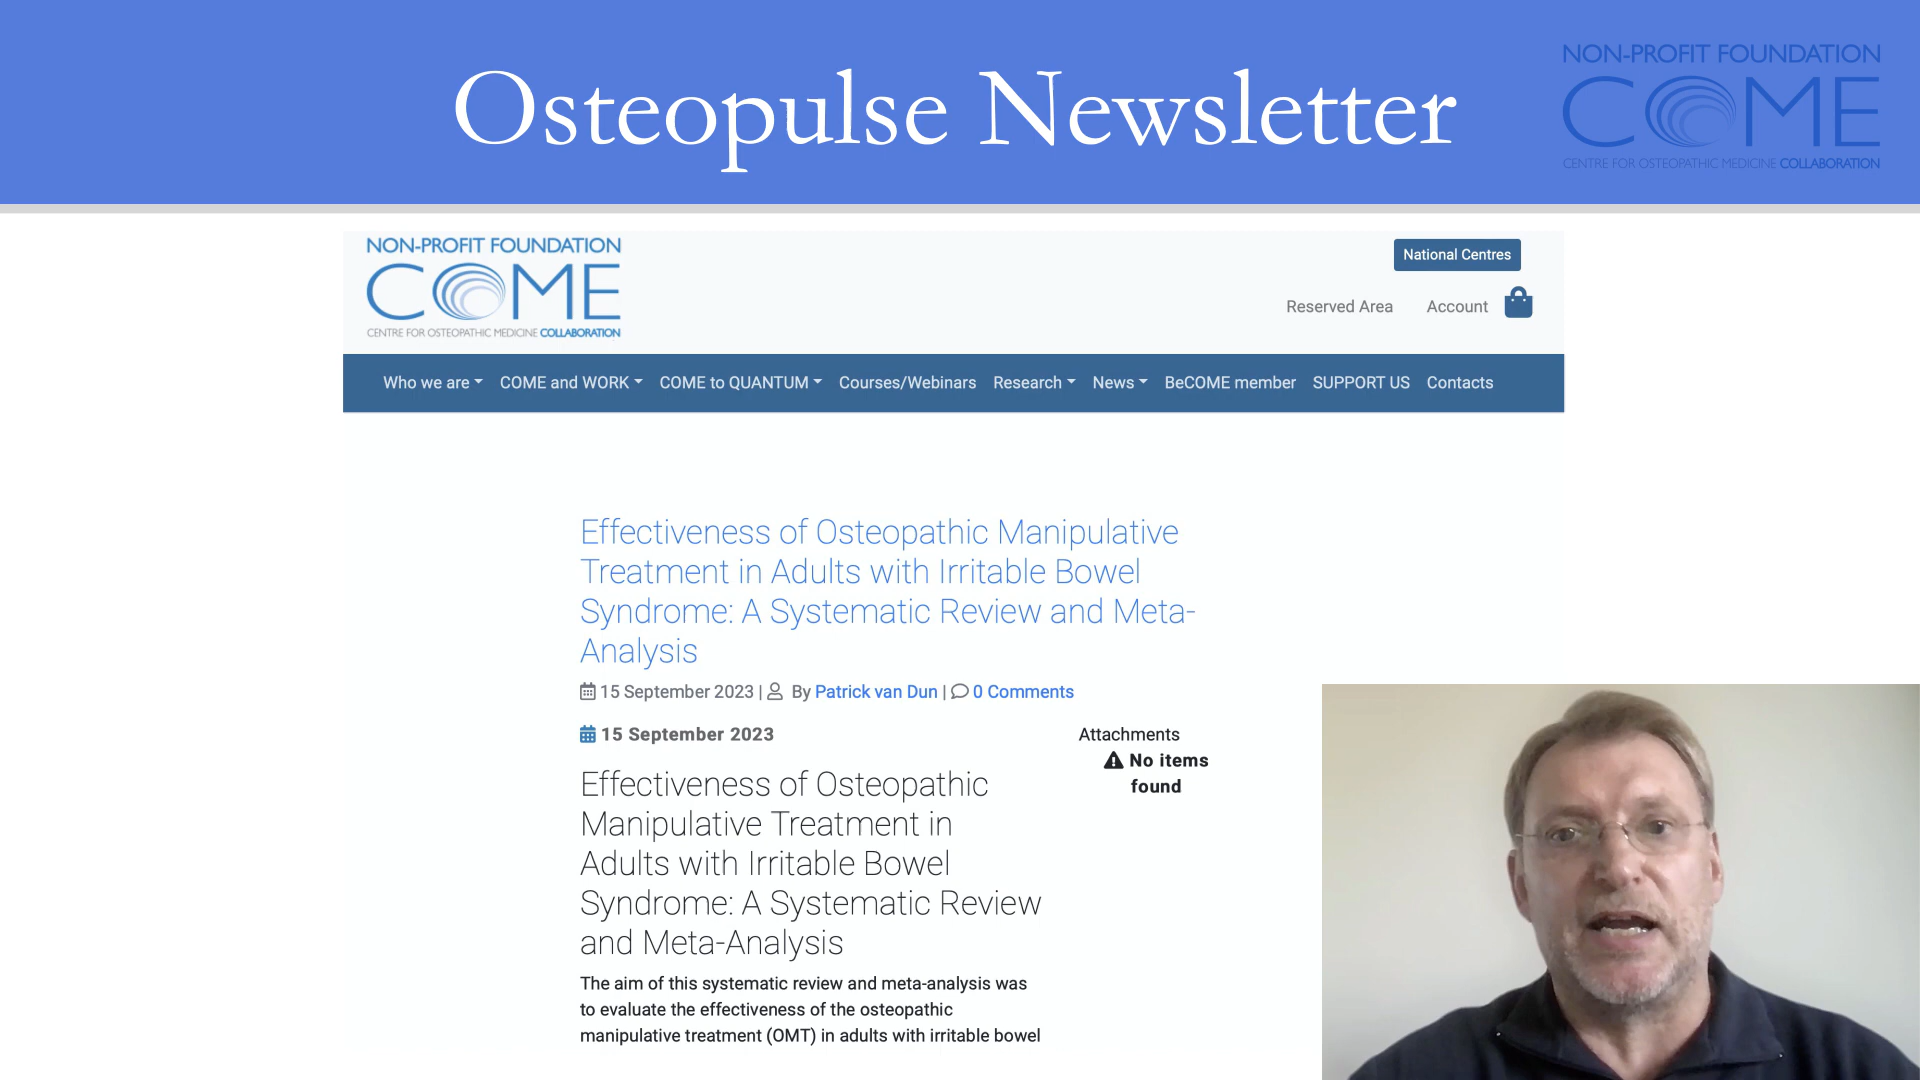 Osteopulse Newsletter
NON-PROFIT FOUNDATION
COME
CENTRE FOR OSTEOPATHIC MEDICINE COLLABORATION
NON-PROFIT FOUNDATION
COME
CENTRE FOR OSTEOPATHIC MEDICINE COLLABORATION
National Centres
Reserved Area Account
Who we are COME and WORK COME to QUANTUM Courses/Webinars Research News BeCOME member SUPPORT US Contacts
Effectiveness of Osteopathic Manipulative
Treatment in Adults with Irritable Bowel
Syndrome: A Systematic Review and Meta-
Analysis
15 September 2023 | By Patrick van Dun | 0 Comments
15 September 2023
Attachments
No items
found
Effectiveness of Osteopathic
Manipulative Treatment in
Adults with Irritable Bowel
Syndrome: A Systematic Review
and Meta-Analysis
The aim of this systematic review and meta-analysis was
to evaluate the effectiveness of the osteopathic
manipulative treatment (OMT) in adults with irritable bowel